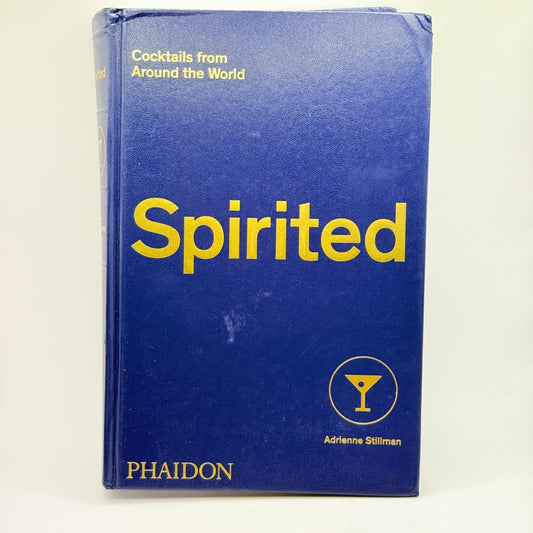 Cocktails from
Around the World
Spirited
Adrienne Stillman
PHAIDON